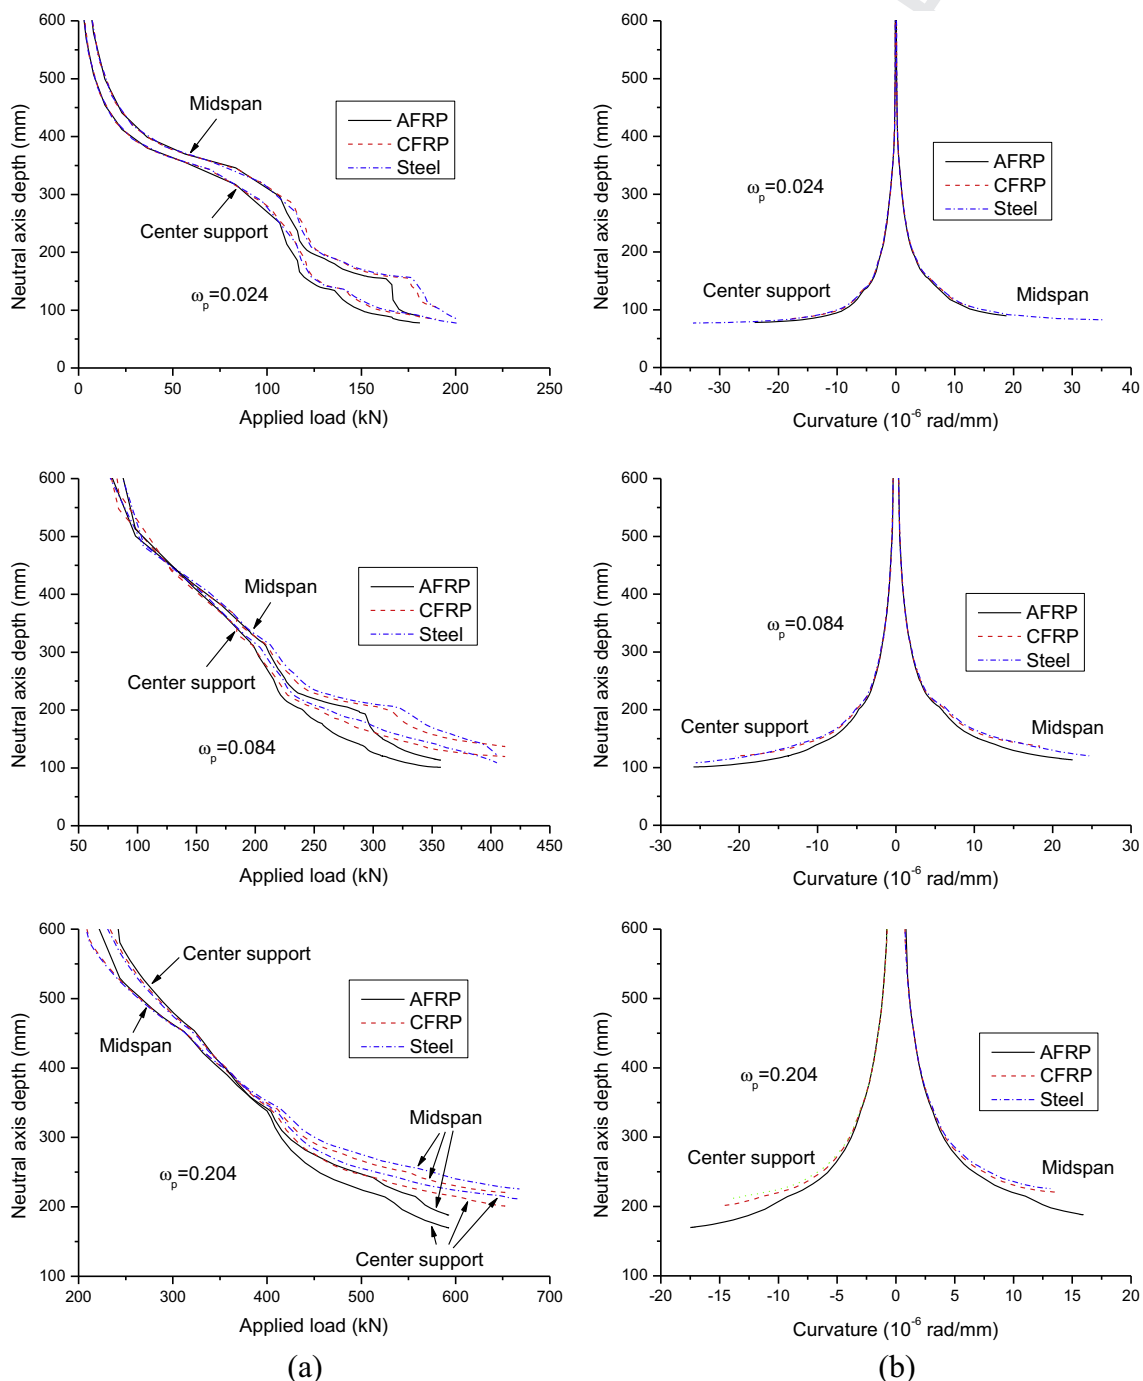 600
500
400
300
200
100
0
Neutral axis depth (mm)
Midspan
Center support
ωp=0.024
AFRP
CFRP
Steel
0 50 100 150 200 250
Applied load (kN)
600
500
400
300
200
100
0
Neutral axis depth (mm)
ωp=0.024
AFRP
CFRP
Steel
Center support
Midspan
-40 -30 -20 -10 0 10 20 30 40
Curvature (10-6 rad/mm)
600
500
400
300
200
100
0
Neutral axis depth (mm)
Midspan
Center support
ωp=0.084
AFRP
CFRP
Steel
50 100 150 200 250 300 350 400 450
Applied load (kN)
600
500
400
300
200
100
0
Neutral axis depth (mm)
ωp=0.084
AFRP
CFRP
Steel
Center support
Midspan
-30 -20 -10 0 10 20 30
Curvature (10-6 rad/mm)
600
500
400
300
200
100
Neutral axis depth (mm)
Center support
Midspan
AFRP
CFRP
Steel
Midspan
ωp=0.204
Center support
200 250 300 350 400 450 500 550 600 650 700
Applied load (kN)
600
500
400
300
200
100
Neutral axis depth (mm)
ωp=0.204
AFRP
CFRP
Steel
Center support
Midspan
-20 -15 -10 -5 0 5 10 15 20
Curvature (10-6 rad/mm)
(a)
(b)